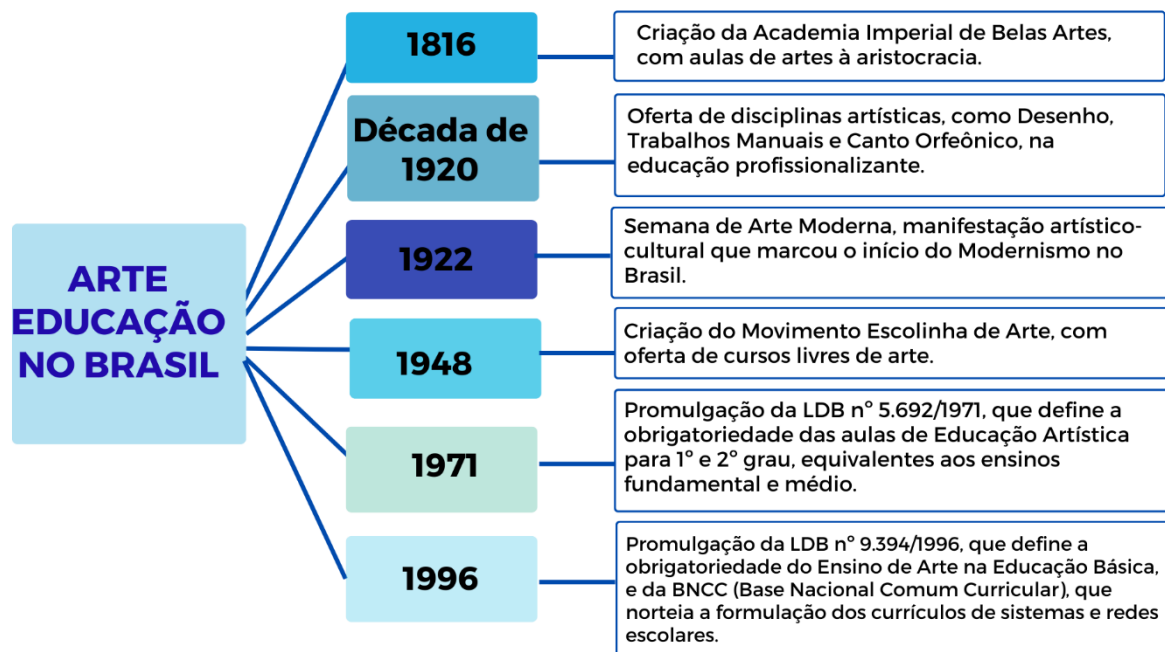 ARTE
EDUCAÇÃO
NO BRASIL
1816
Criação da Academia Imperial de Belas Artes,
com aulas de artes à aristocracia.
Década de
1920
Oferta de disciplinas artísticas, como Desenho,
Trabalhos Manuais e Canto Orfeônico, na
educação profissionalizante.
1922
Semana de Arte Moderna, manifestação artístico-
cultural que marcou o início do Modernismo no
Brasil.
1948
Criação do Movimento Escolinha de Arte, com
oferta de cursos livres de arte.
1971
Promulgação da LDB nº 5.692/1971, que define a
obrigatoriedade das aulas de Educação Artística
para 1º e 2º grau, equivalentes aos ensinos
fundamental e médio.
1996
Promulgação da LDB nº 9.394/1996, que define a
obrigatoriedade do Ensino de Arte na Educação Básica,
e da BNCC (Base Nacional Comum Curricular), que
norteia a formulação dos currículos de sistemas e redes
escolares.